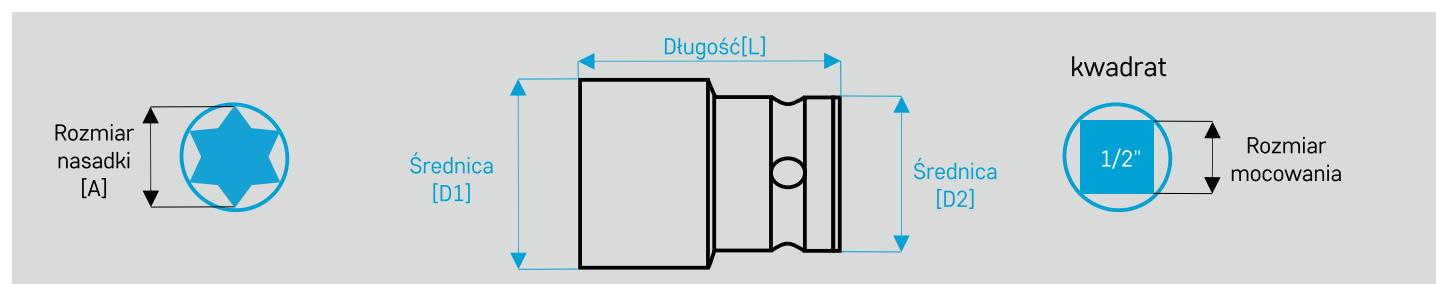 Rozmiar
nasadki
[A]
Długość[L]
Średnica
[D1]
Średnica
[D2]
kwadrat
1/2"
Rozmiar
mocowania